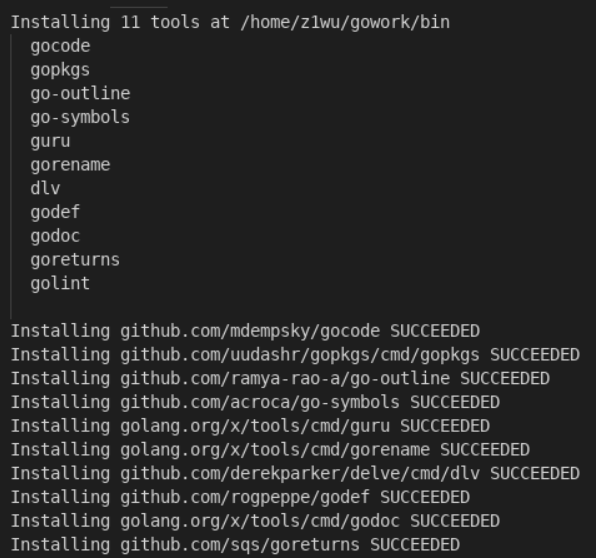 Installing 11 tools at /home/z1wu/gowork/bin
gocode
gopkgs
go-outline
go-symbols
guru
gorename
dlv
godef
godoc
goreturns
golint
Installing github.com/mdempsky/gocode SUCCEEDED
Installing github.com/uudashr/gopkgs/cmd/gopkgs SUCCEEDED
Installing github.com/ramya-rao-a/go-outline SUCCEEDED
Installing github.com/acroca/go-symbols SUCCEEDED
Installing golang.org/x/tools/cmd/guru SUCCEEDED
Installing golang.org/x/tools/cmd/gorename SUCCEEDED
Installing github.com/derekparker/delve/cmd/dlv SUCCEEDED
Installing github.com/rogpeppe/godef SUCCEEDED
Installing golang.org/x/tools/cmd/godoc SUCCEEDED
Installing github.com/sqs/goreturns SUCCEEDED